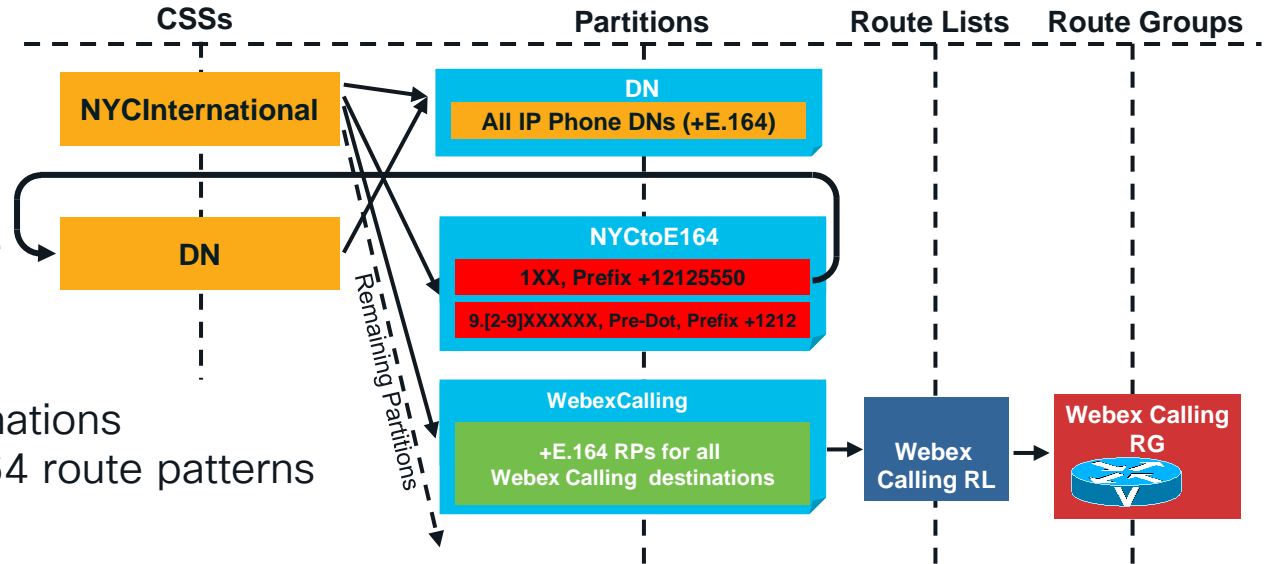 CSSs
Partitions
Route Lists
Route Groups
NYCInternational
DN
All IP Phone DNs (+E.164)
DN
NYCtoE164
1XX, Prefix +12125550
9.[2-9]XXXXXX, Pre-Dot, Prefix +1212
Remaining Partitions
WebexCalling
+E.164 RPs for all
Webex Calling destinations
Webex
Calling RL
Webex Calling
RG
V
nations
64 route patterns